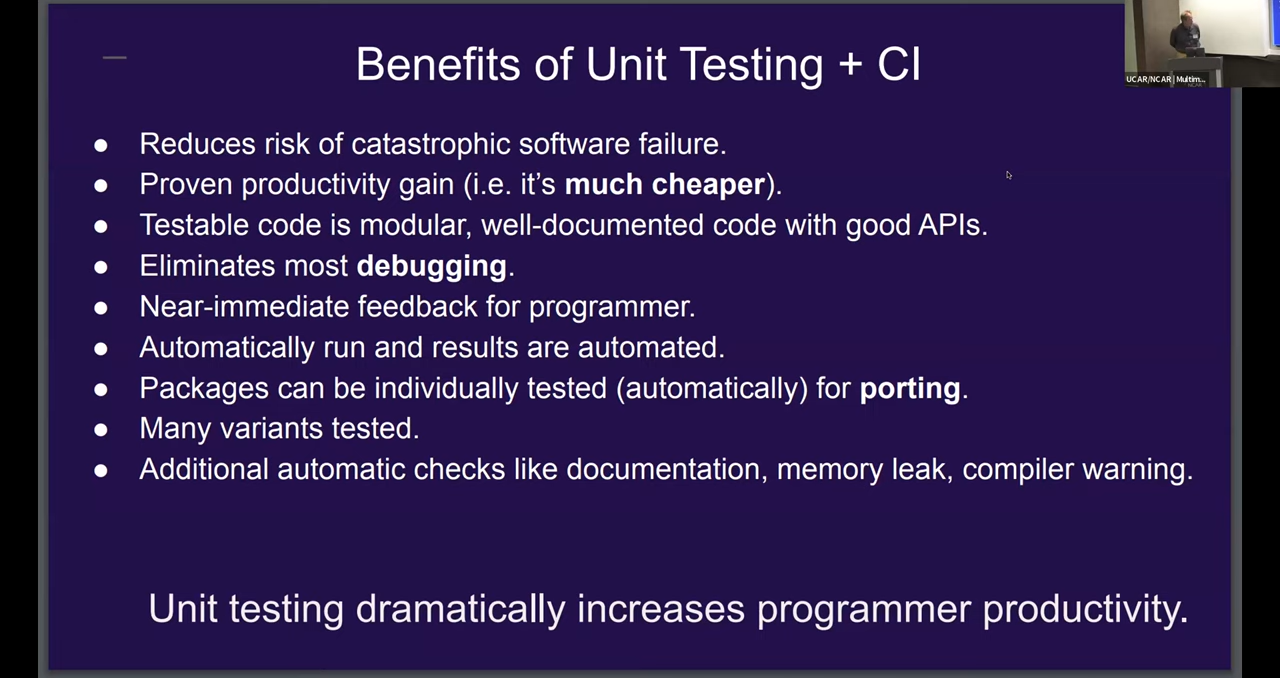 Benefits of Unit Testing + CI
UCAR/NCAR | Multim...
NCAR
● Reduces risk of catastrophic software failure.
● Proven productivity gain (i.e. it’s much cheaper).
● Testable code is modular, well-documented code with good APIs.
● Eliminates most debugging.
● Near-immediate feedback for programmer.
● Automatically run and results are automated.
● Packages can be individually tested (automatically) for porting.
● Many variants tested.
● Additional automatic checks like documentation, memory leak, compiler warning.
Unit testing dramatically increases programmer productivity.